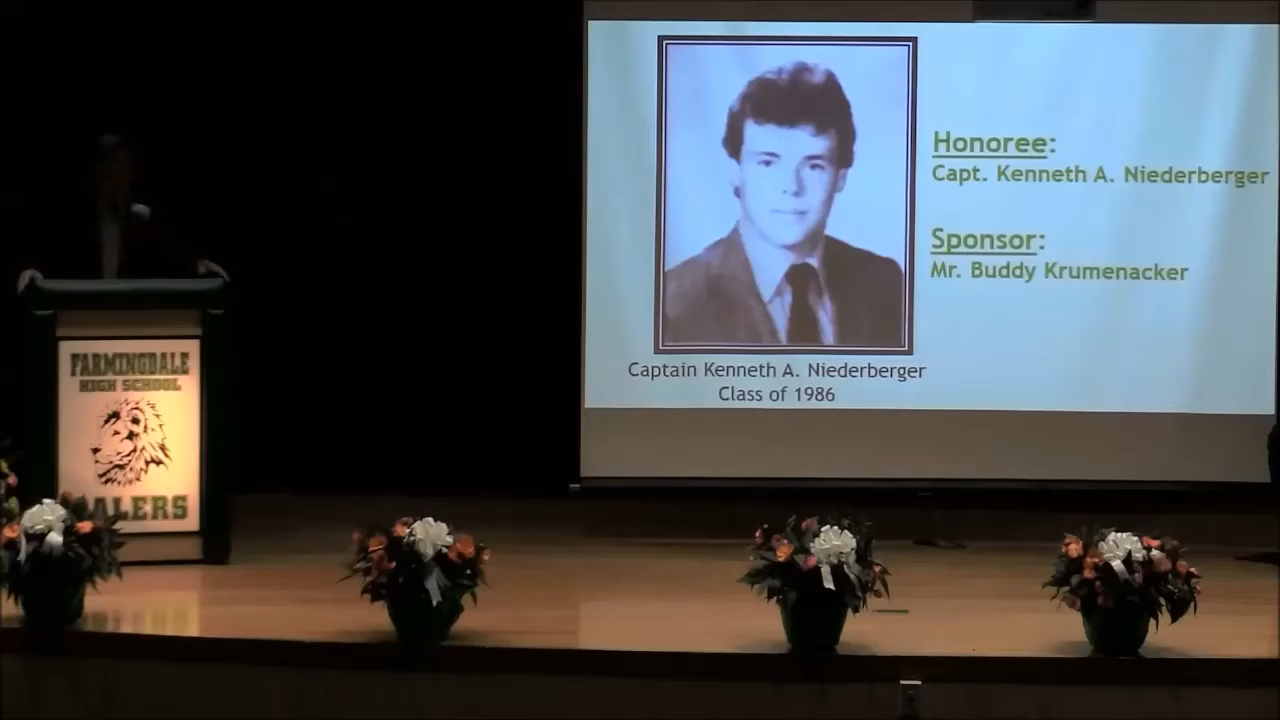 Honoree:
Capt. Kenneth A. Niederberger
Sponsor:
Mr. Buddy Krumenacker
Captain Kenneth A. Niederberger
Class of 1986
FARMINGDALE
HIGH SCHOOL
ALERS